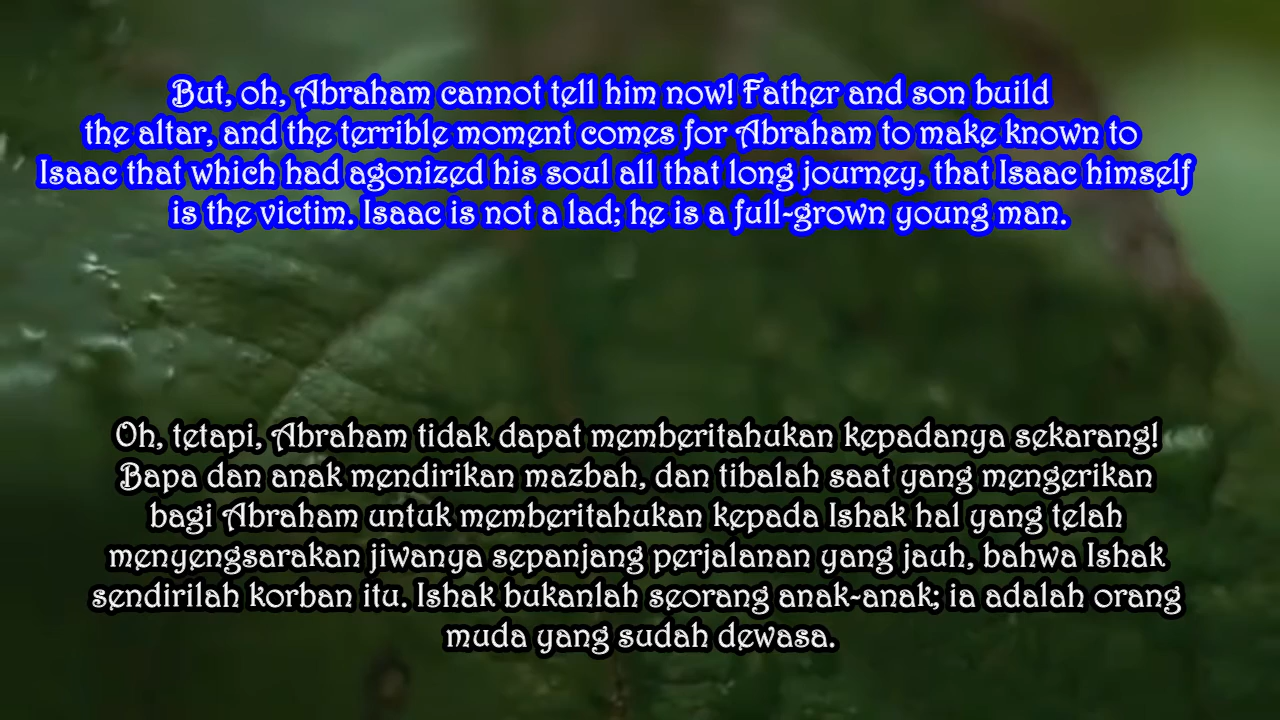 But, oh, Abraham cannot tell him now! Father and son build
the altar, and the terrible moment comes for Abraham to make known to
Isaac that which had agonized his soul all that long journey, that Isaac himself
is the victim. Isaac is not a lad; he is a full-grown young man.
Oh, tetapi, Abraham tidak dapat memberitahukan kepadanya sekarang!
Bapa dan anak mendirikan mazbah, dan tibalah saat yang mengerikan
bagi Abraham untuk memberitahukan kepada Ishak hal yang telah
menyengsarakan jiwanya sepanjang perjalanan yang jauh, bahwa Ishak
sendirilah korban itu. Ishak bukanlah seorang anak-anak; ia adalah orang
muda yang sudah dewasa.